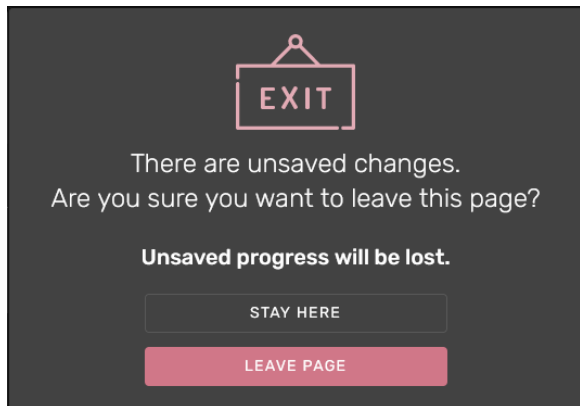 EXIT
There are unsaved changes.
Are you sure you want to leave this page?
Unsaved progress will be lost.
STAY HERE
LEAVE PAGE